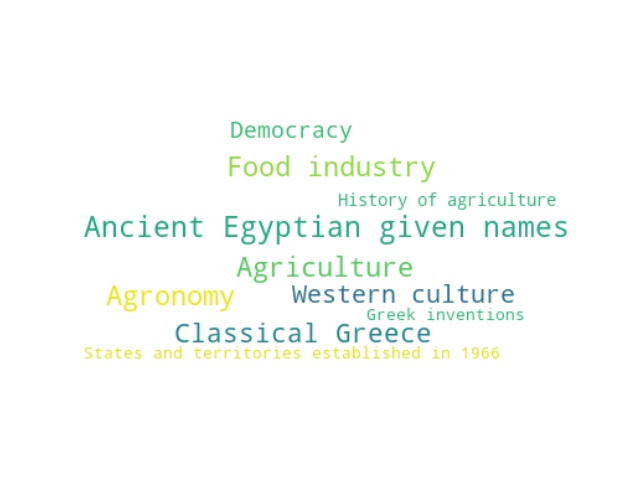 Democracy
Food industry
History of agriculture
Ancient Egyptian given names
Agriculture
Agronomy
Western culture
Greek inventions
Classical Greece
States and territories established in 1966